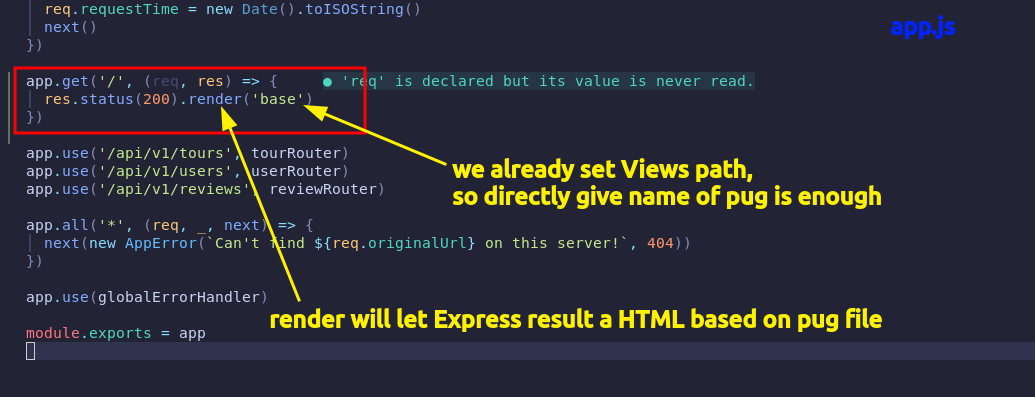 req.requestTime = new Date().toISOString()
app.js
next()
})
app.get('/', (req, res) => { ● 'req' is declared but its value is never read.
res.status(200).render('base')
})
app.use('/api/v1/tours', tourRouter)
we already set Views path,
app.use('/api/v1/users', userRouter)
app.use('/api/v1/reviews', reviewRouter)
so directly give name of pug is enough
app.all('*', (req, _, next) => {
next(new AppError(`Can't find ${req.originalUrl} on this server!`, 404))
})
app.use(globalErrorHandler)
render will let Express result a HTML based on pug file
module.exports = app